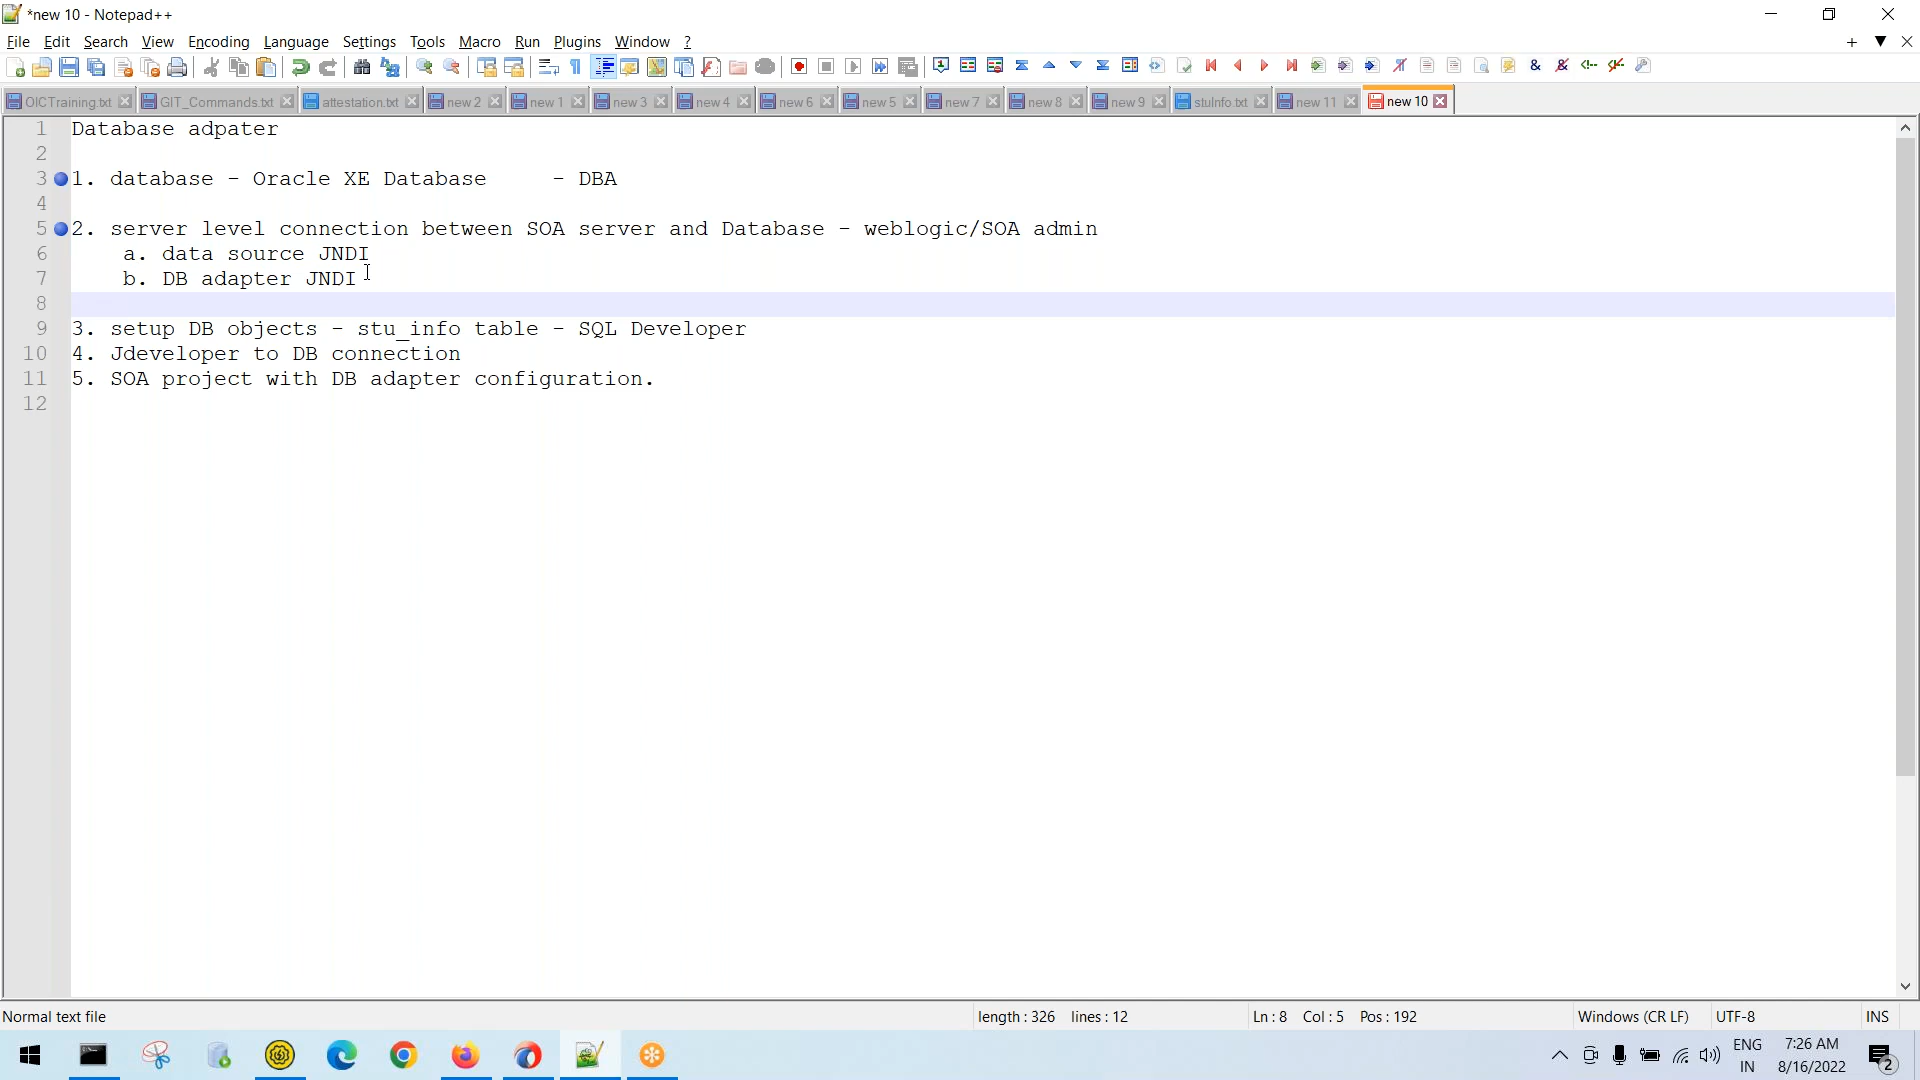 *new 10 - Notepad++
File Edit Search View Encoding Language Settings Tools Macro Run Plugins Window ?
OICTraining.txt GIT_Commands.txt attestation.txt new 2 new 1 new 3 new 4 new 6 new 5 new 7 new 8 new 9 stuInfo.txt new 11 new 10
1 Database adpater
2
3 1. database - Oracle XE Database - DBA
4
5 2. server level connection between SOA server and Database - weblogic/SOA admin
6 a. data source JNDI
7 b. DB adapter JNDI
8
9 3. setup DB objects - stu_info table - SQL Developer
10 4. Jdeveloper to DB connection
11 5. SOA project with DB adapter configuration.
12
Normal text file length : 326 lines : 12 Ln : 8 Col : 5 Pos : 192 Windows (CR LF) UTF-8 INS
ENG 7:26 AM
IN 8/16/2022 2